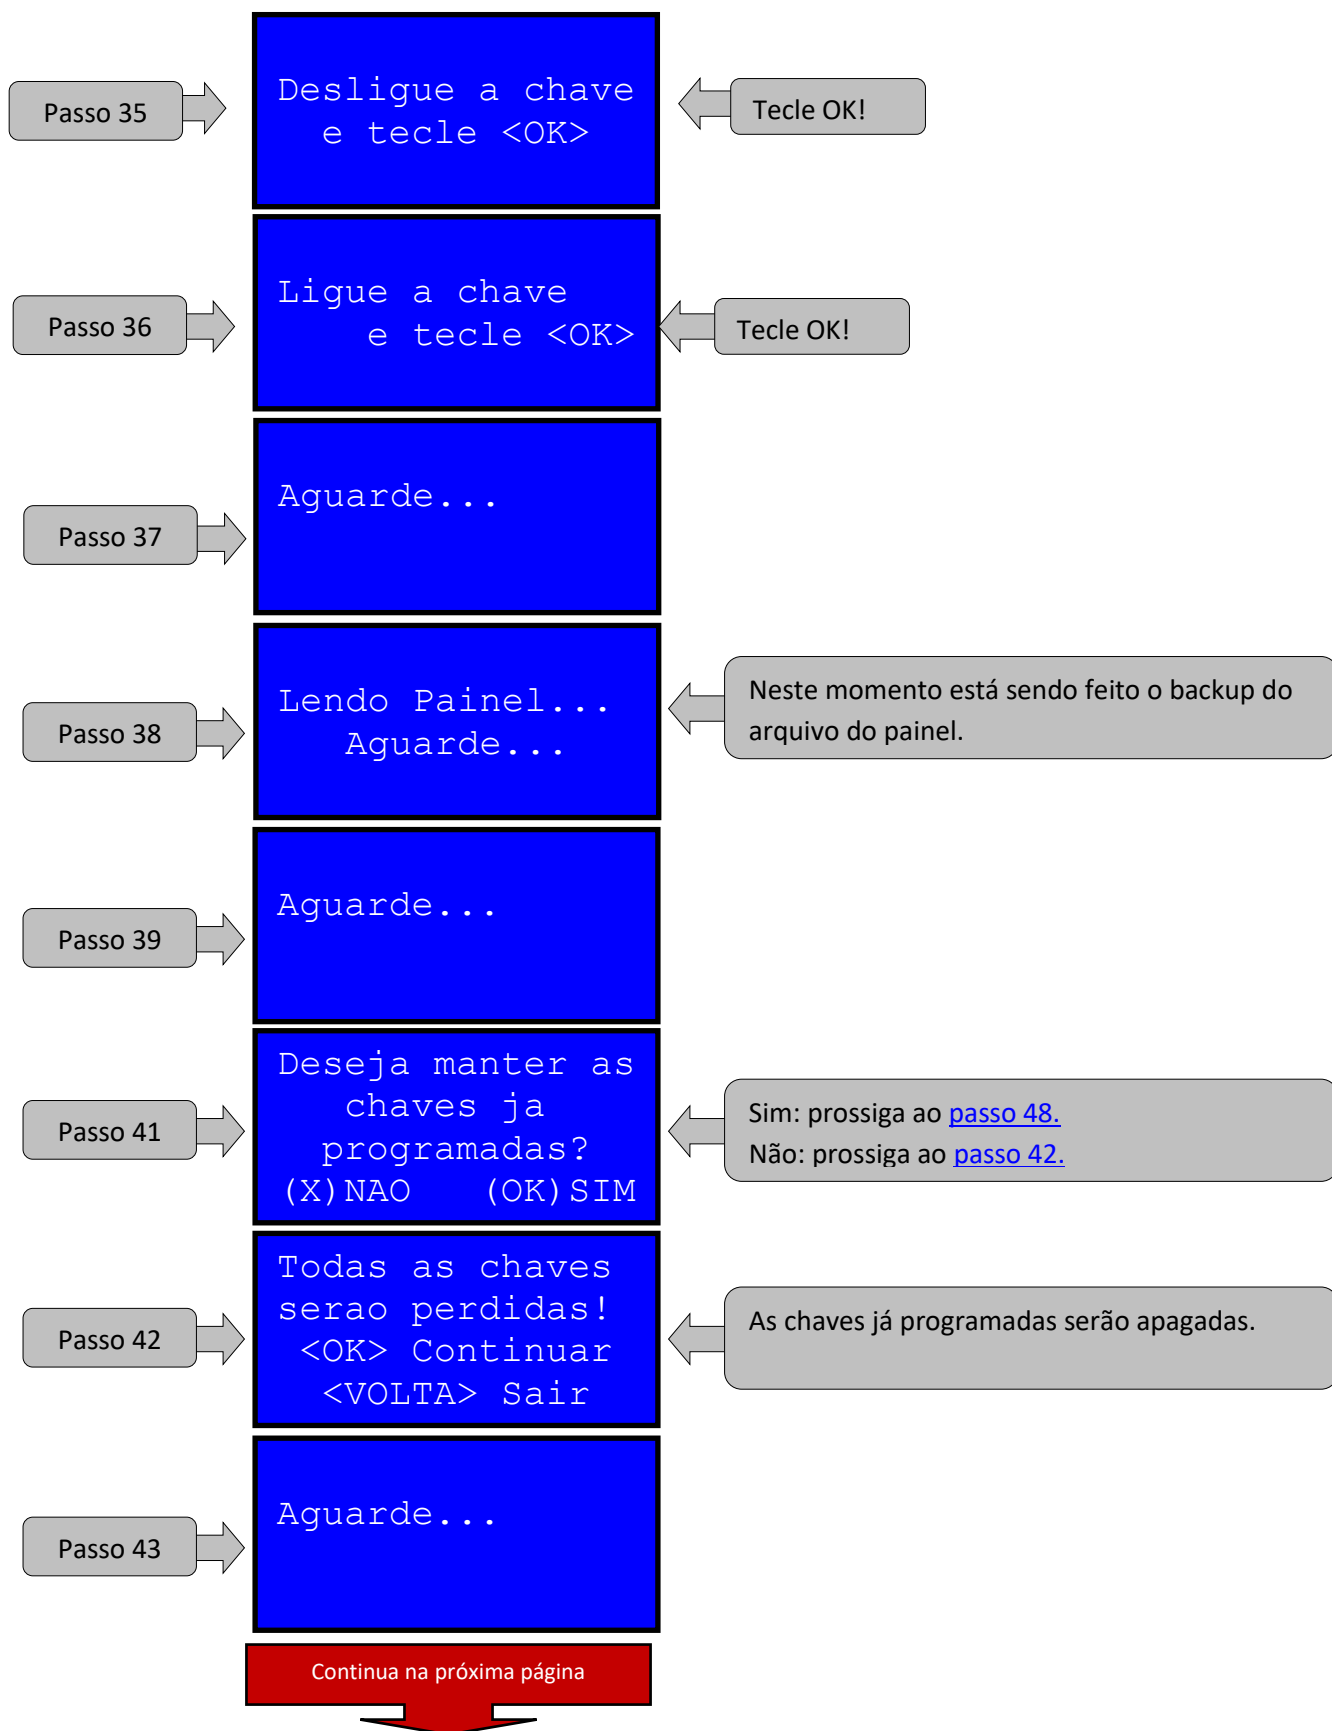 Passo 35
Desligue a chave
e tecle <OK>
Tecle OK!
Passo 36
Ligue a chave
e tecle <OK>
Tecle OK!
Passo 37
Aguarde...
Passo 38
Lendo Painel...
Aguarde...
Neste momento está sendo feito o backup do
arquivo do painel.
Passo 39
Aguarde...
Passo 41
Deseja manter as
chaves ja
programadas?
(X)NAO (OK)SIM
Sim: prossiga ao passo 48.
Não: prossiga ao passo 42.
Passo 42
Todas as chaves
serao perdidas!
<OK> Continuar
<VOLTA> Sair
As chaves já programadas serão apagadas.
Passo 43
Aguarde...
Continua na próxima página